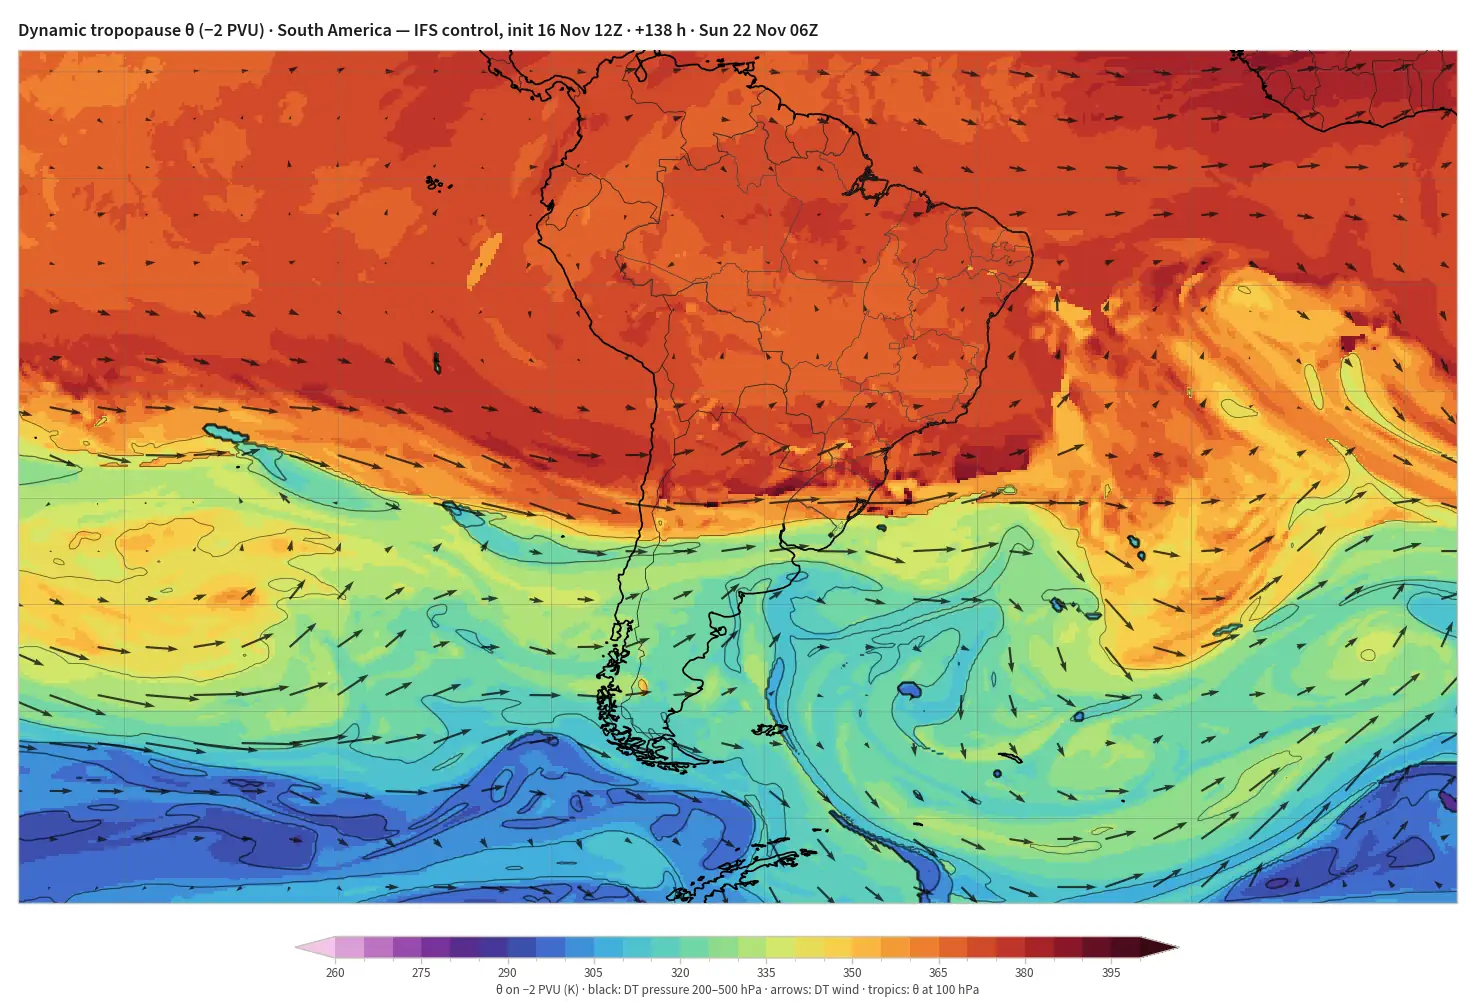 Dynamic tropopause θ (−2 PVU) · South America — IFS control, init 16 Nov 12Z · +138 h · Sun 22 Nov 06Z
260 275 290 305 320 335 350 365 380 395
θ on −2 PVU (K) · black: DT pressure 200–500 hPa · arrows: DT wind · tropics: θ at 100 hPa